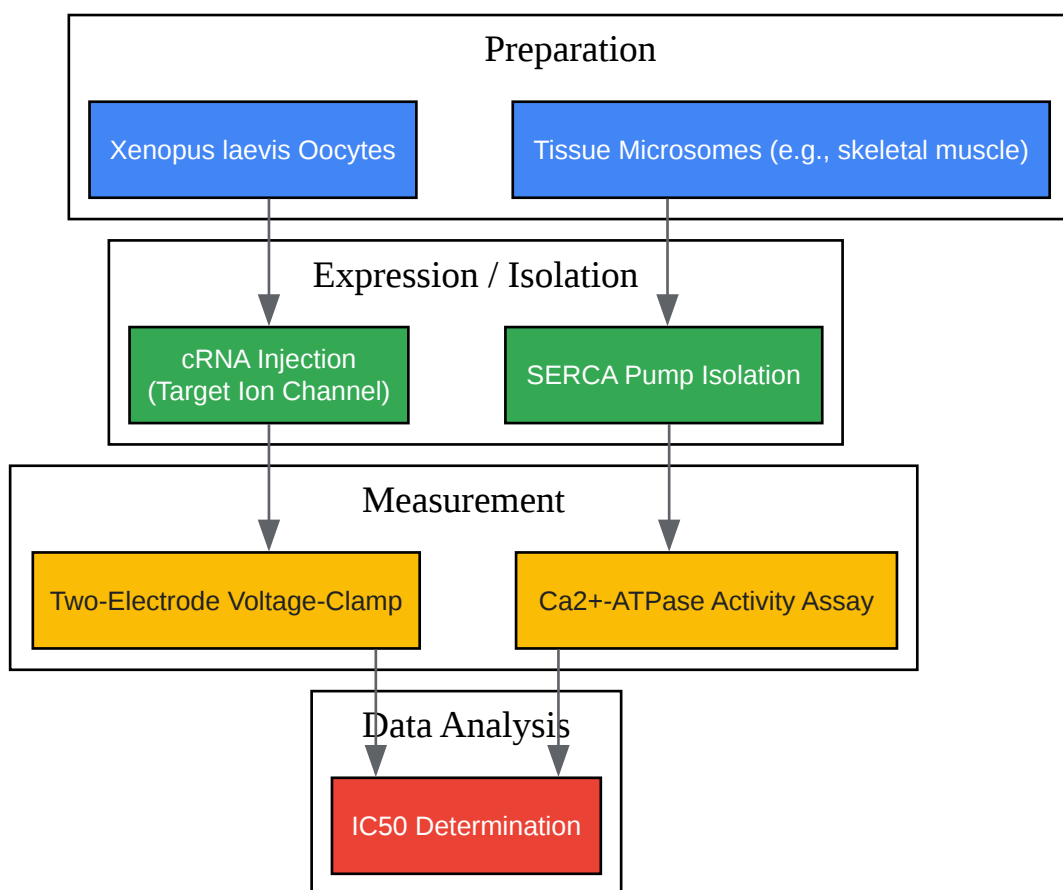 Preparation
Xenopus laevis Oocytes
Tissue Microsomes (e.g., skeletal muscle)
Expression / Isolation
cRNA Injection
(Target Ion Channel)
SERCA Pump Isolation
Measurement
Two-Electrode Voltage-Clamp
Ca2+-ATPase Activity Assay
Data Analysis
IC50 Determination